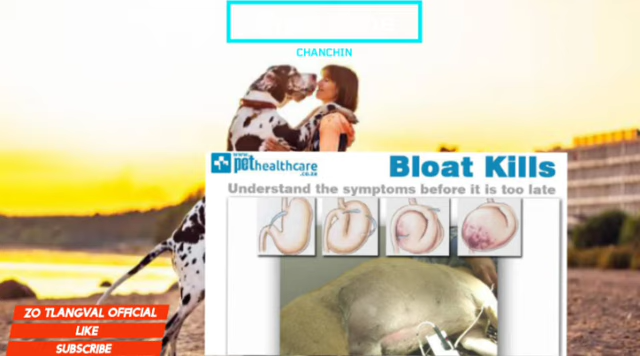 CHANCHIN
www.
pethealthcare
.co.za
Bloat Kills
Understand the symptoms before it is too late
ZO TLANGVAL OFFICIAL
LIKE
SUBSCRIBE